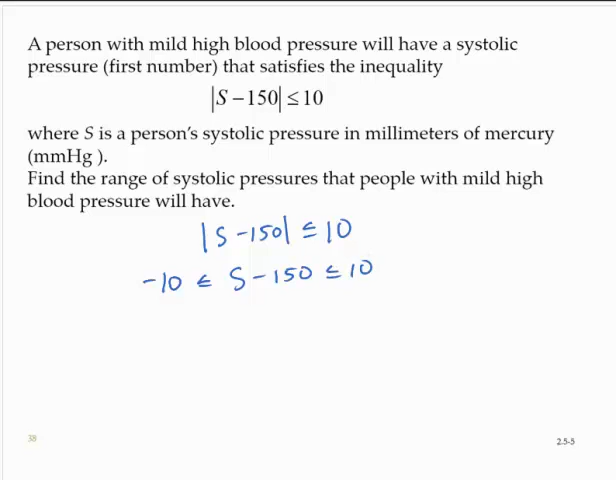 A person with mild high blood pressure will have a systolic
pressure (first number) that satisfies the inequality
|S − 150| ≤ 10
where S is a person's systolic pressure in millimeters of mercury
(mmHg ).
Find the range of systolic pressures that people with mild high
blood pressure will have.
|S − 150| ≤ 10
−10 ≤ S − 150 ≤ 10
38
2.5-5